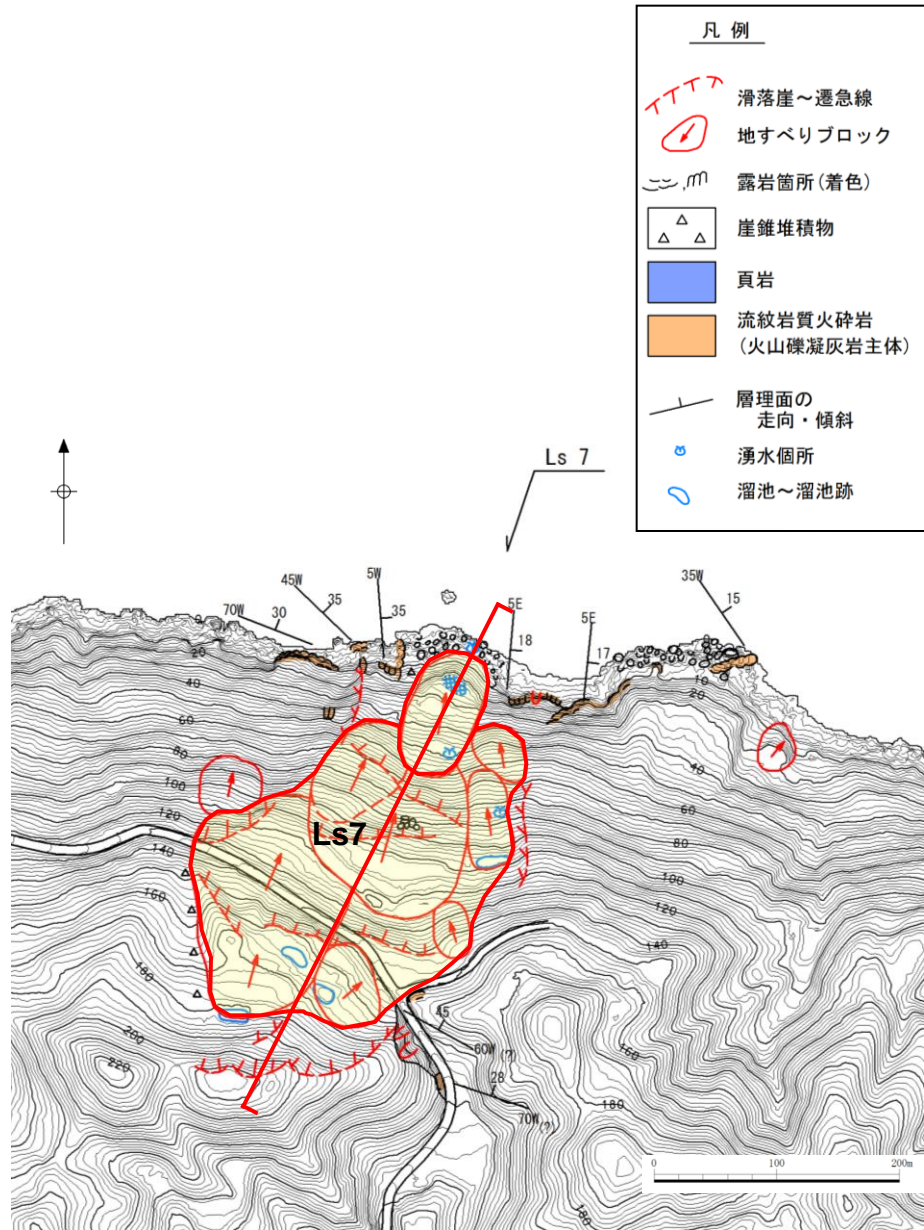 凡 例
滑落崖～遷急線
地すべりブロック
露岩箇所(着色)
崖錐堆積物
頁岩
流紋岩質火砕岩
(火山礫凝灰岩主体)
層理面の
走向・傾斜
湧水個所
溜池～溜池跡
Ls 7
45W
5W
35W
70W
30
35
35
5E
18
5E
17
15
0
20
40
60
80
100
120
140
160
180
200
220
10
20
40
60
80
100
120
140
Ls7
45
60W(?)
28
70W(?)
160
180
180
0
100
200m